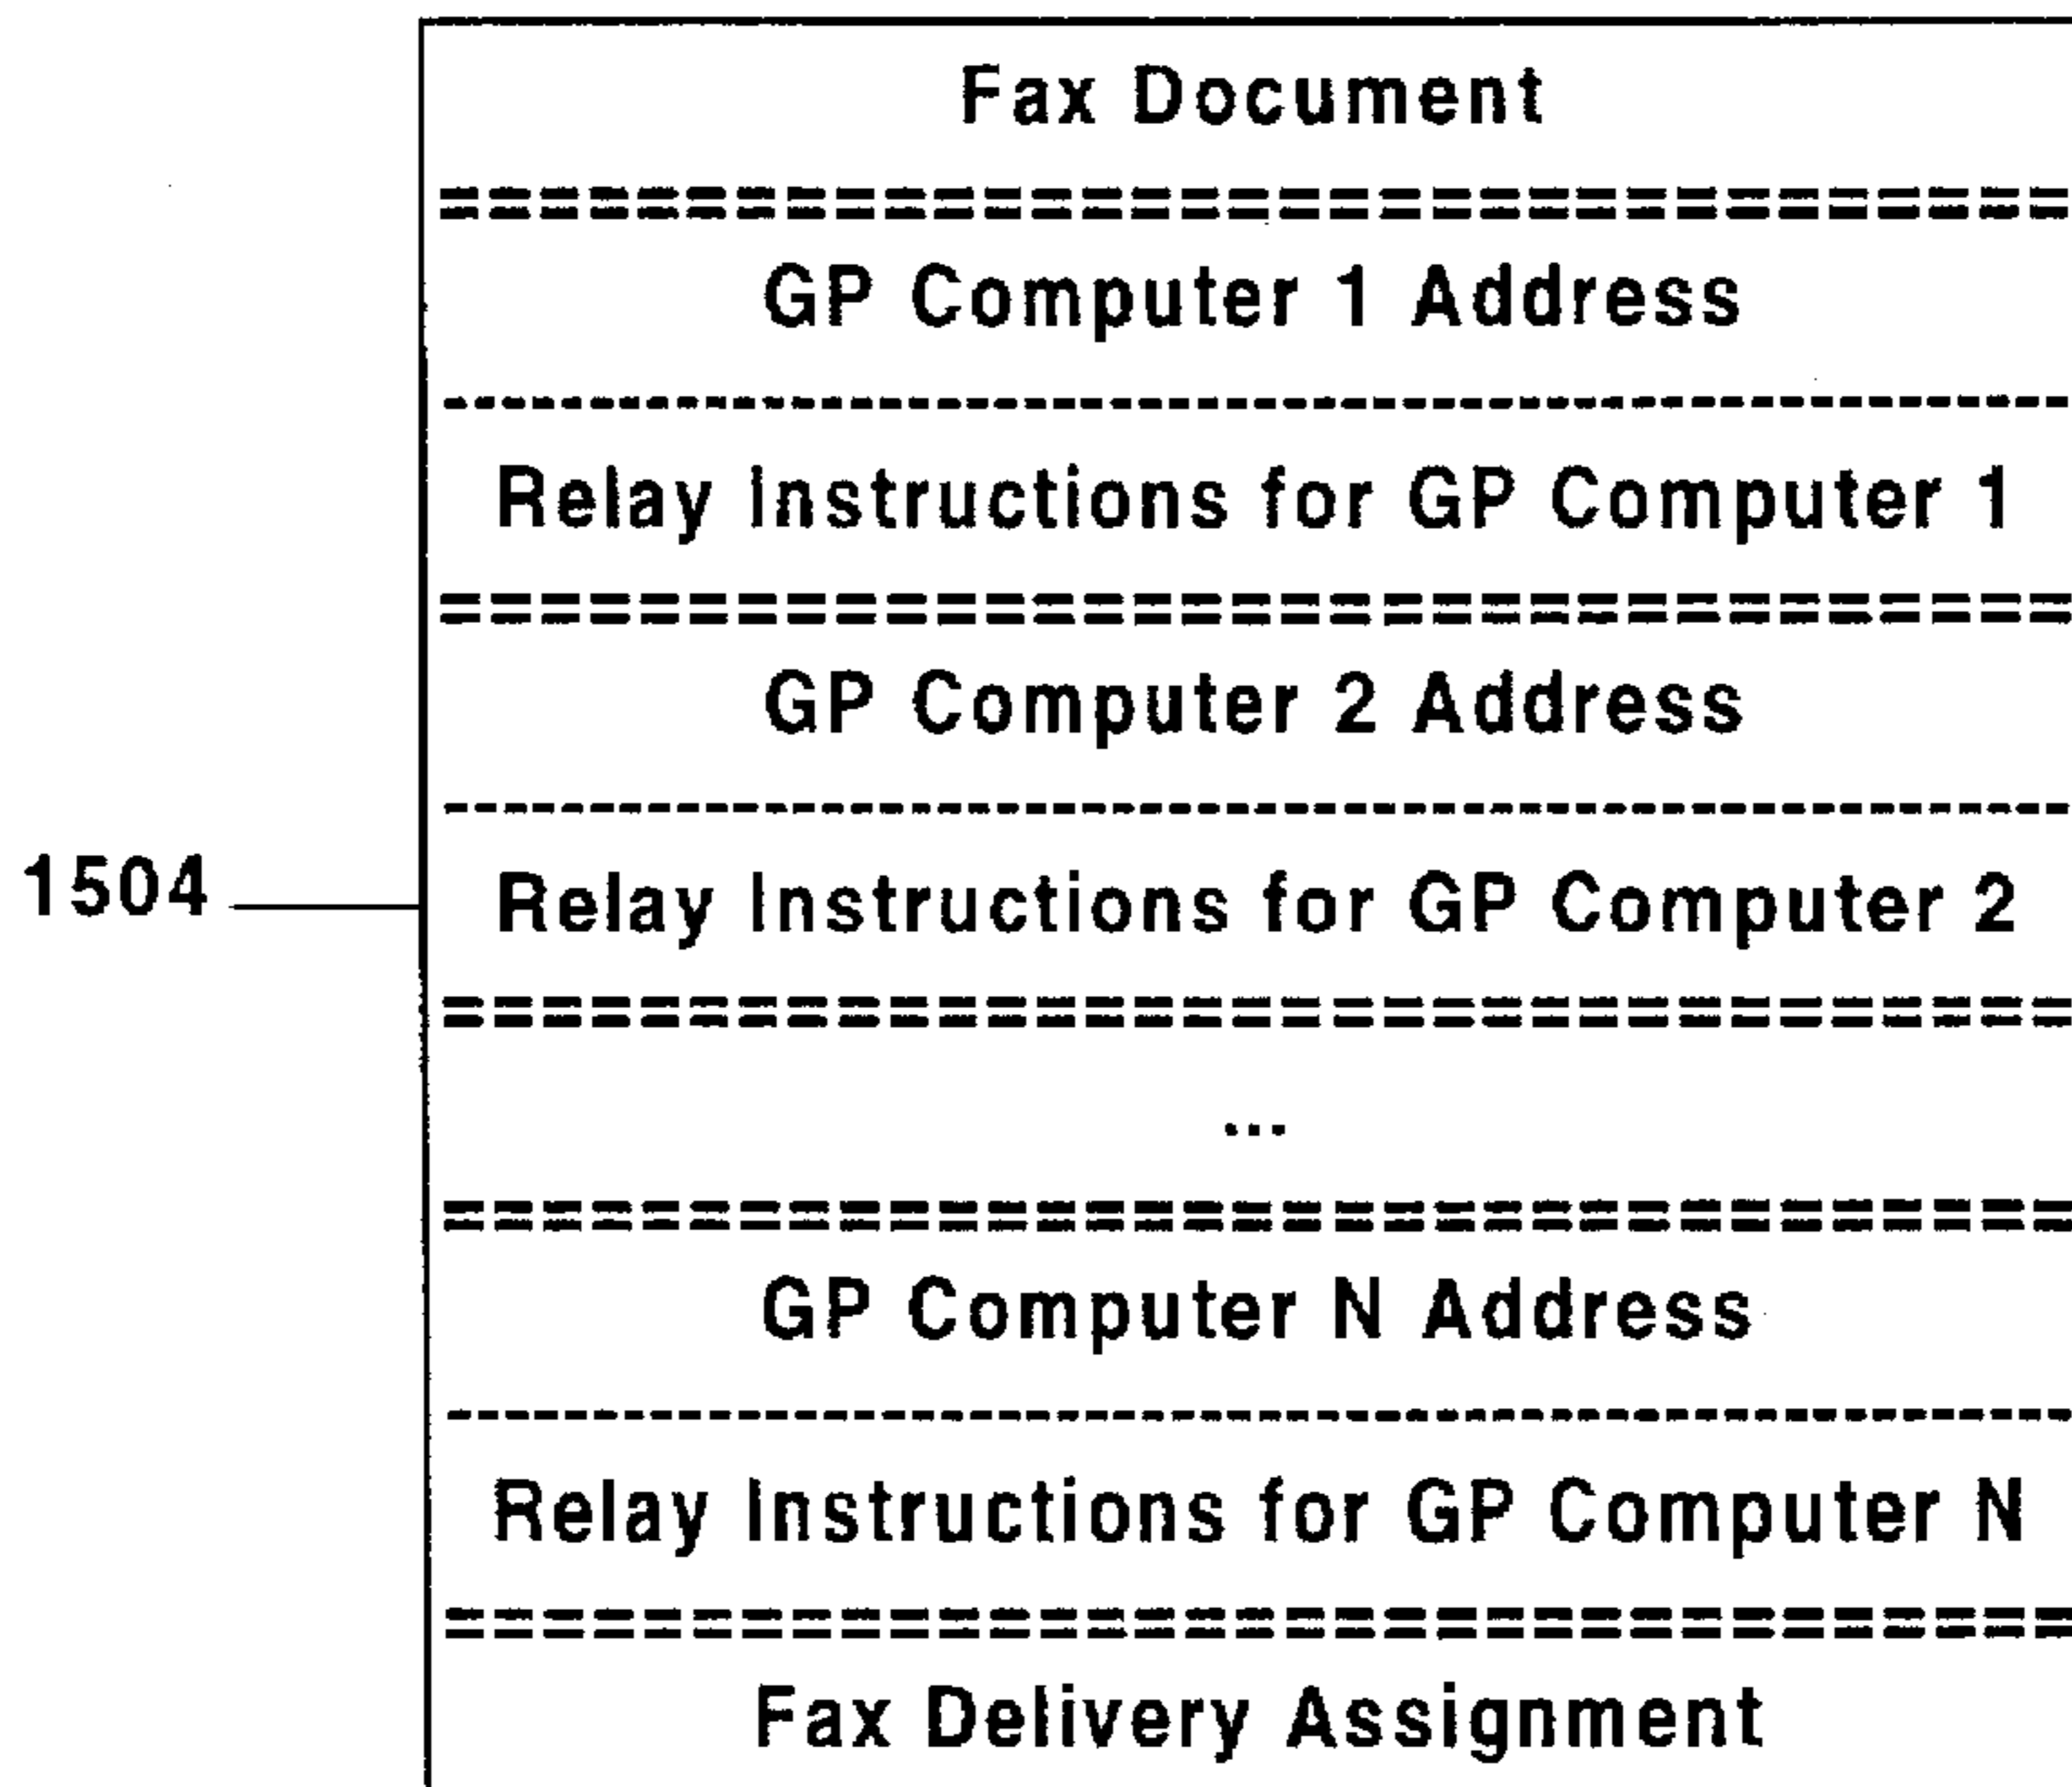 Fax Document
GP Computer 1 Address
Relay Instructions for GP Computer 1
GP Computer 2 Address
1504 Relay Instructions for GP Computer 2
...
GP Computer N Address
Relay Instructions for GP Computer N
Fax Delivery Assignment